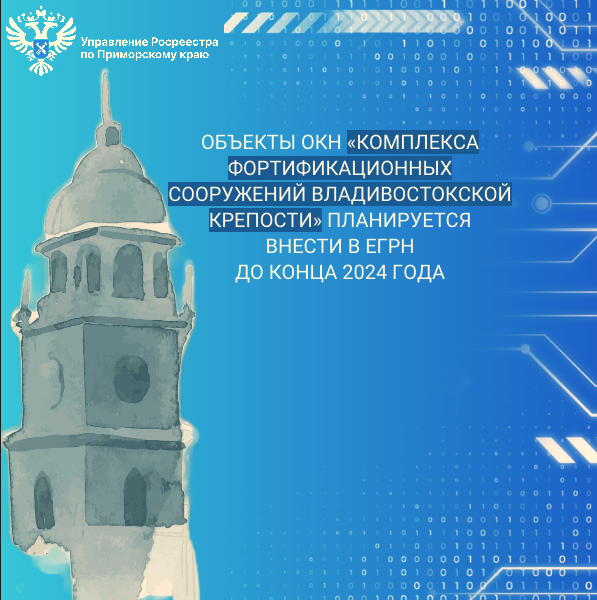 Управление Росреестра
по Приморскому краю
ОБЪЕКТЫ ОКН «КОМПЛЕКСА
ФОРТИФИКАЦИОННЫХ
СООРУЖЕНИЙ ВЛАДИВОСТОКСКОЙ
КРЕПОСТИ» ПЛАНИРУЕТСЯ
ВНЕСТИ В ЕГРН
ДО КОНЦА 2024 ГОДА